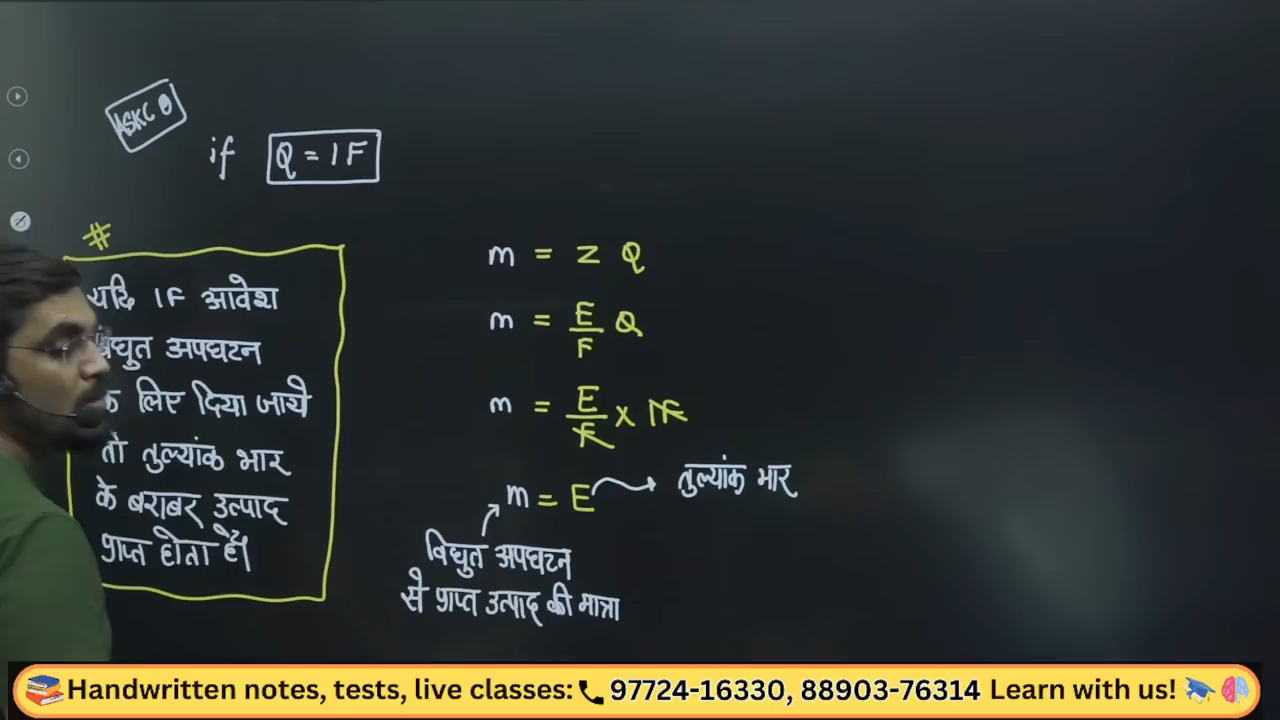 ASKC
if Q = 1F
#
यदि 1F आवेश
विद्युत अपघटन
के लिए दिया जाये
तो तुल्यांक भार
के बराबर उत्पाद
प्राप्त होता है।
m = Z Q
m = E/F Q
m = E/F x 1F
m = E → तुल्यांक भार
विद्युत अपघटन
से प्राप्त उत्पाद की मात्रा
Handwritten notes, tests, live classes: 97724-16330, 88903-76314 Learn with us!